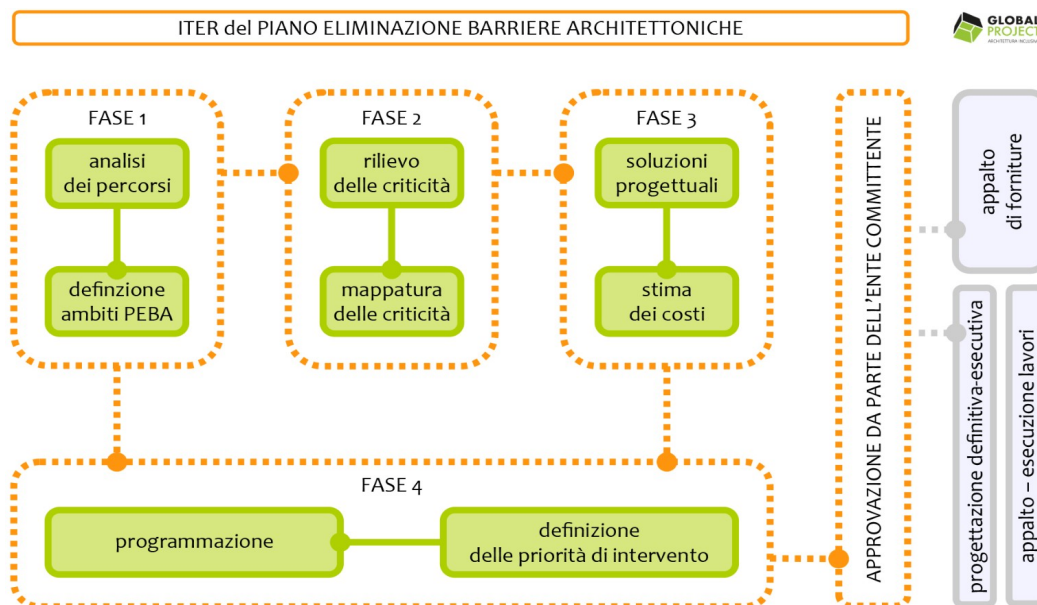 ITER del PIANO ELIMINAZIONE BARRIERE ARCHITETTONICHE
GLOBAL
PROJECT
ARCHITETTURA INCLUSIVA
FASE 1
analisi
dei percorsi
definzione
ambiti PEBA
FASE 2
rilievo
delle criticità
mappatura
delle criticità
FASE 3
soluzioni
progettuali
stima
dei costi
FASE 4
programmazione
definizione
delle priorità di intervento
APPROVAZIONE DA PARTE DELL'ENTE COMMITTENTE
appalto
di forniture
progettazione definitiva-esecutiva
appalto – esecuzione lavori